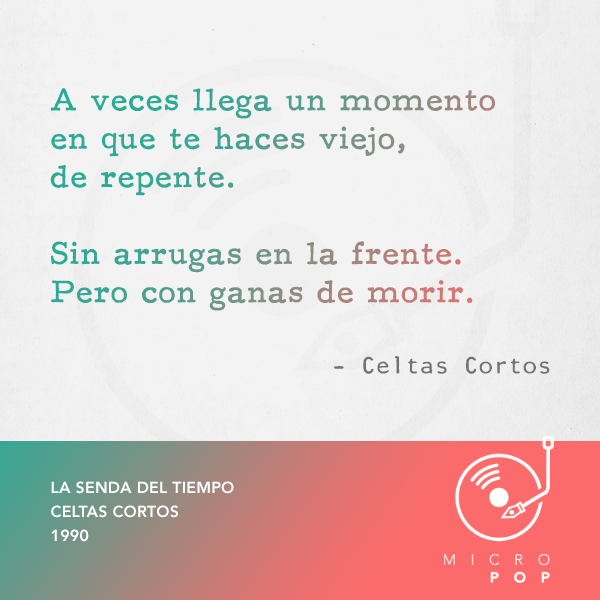 A veces llega un momento
en que te haces viejo,
de repente.
Sin arrugas en la frente.
Pero con ganas de morir.
- Celtas Cortos
LA SENDA DEL TIEMPO
CELTAS CORTOS
1990
MICRO
POP